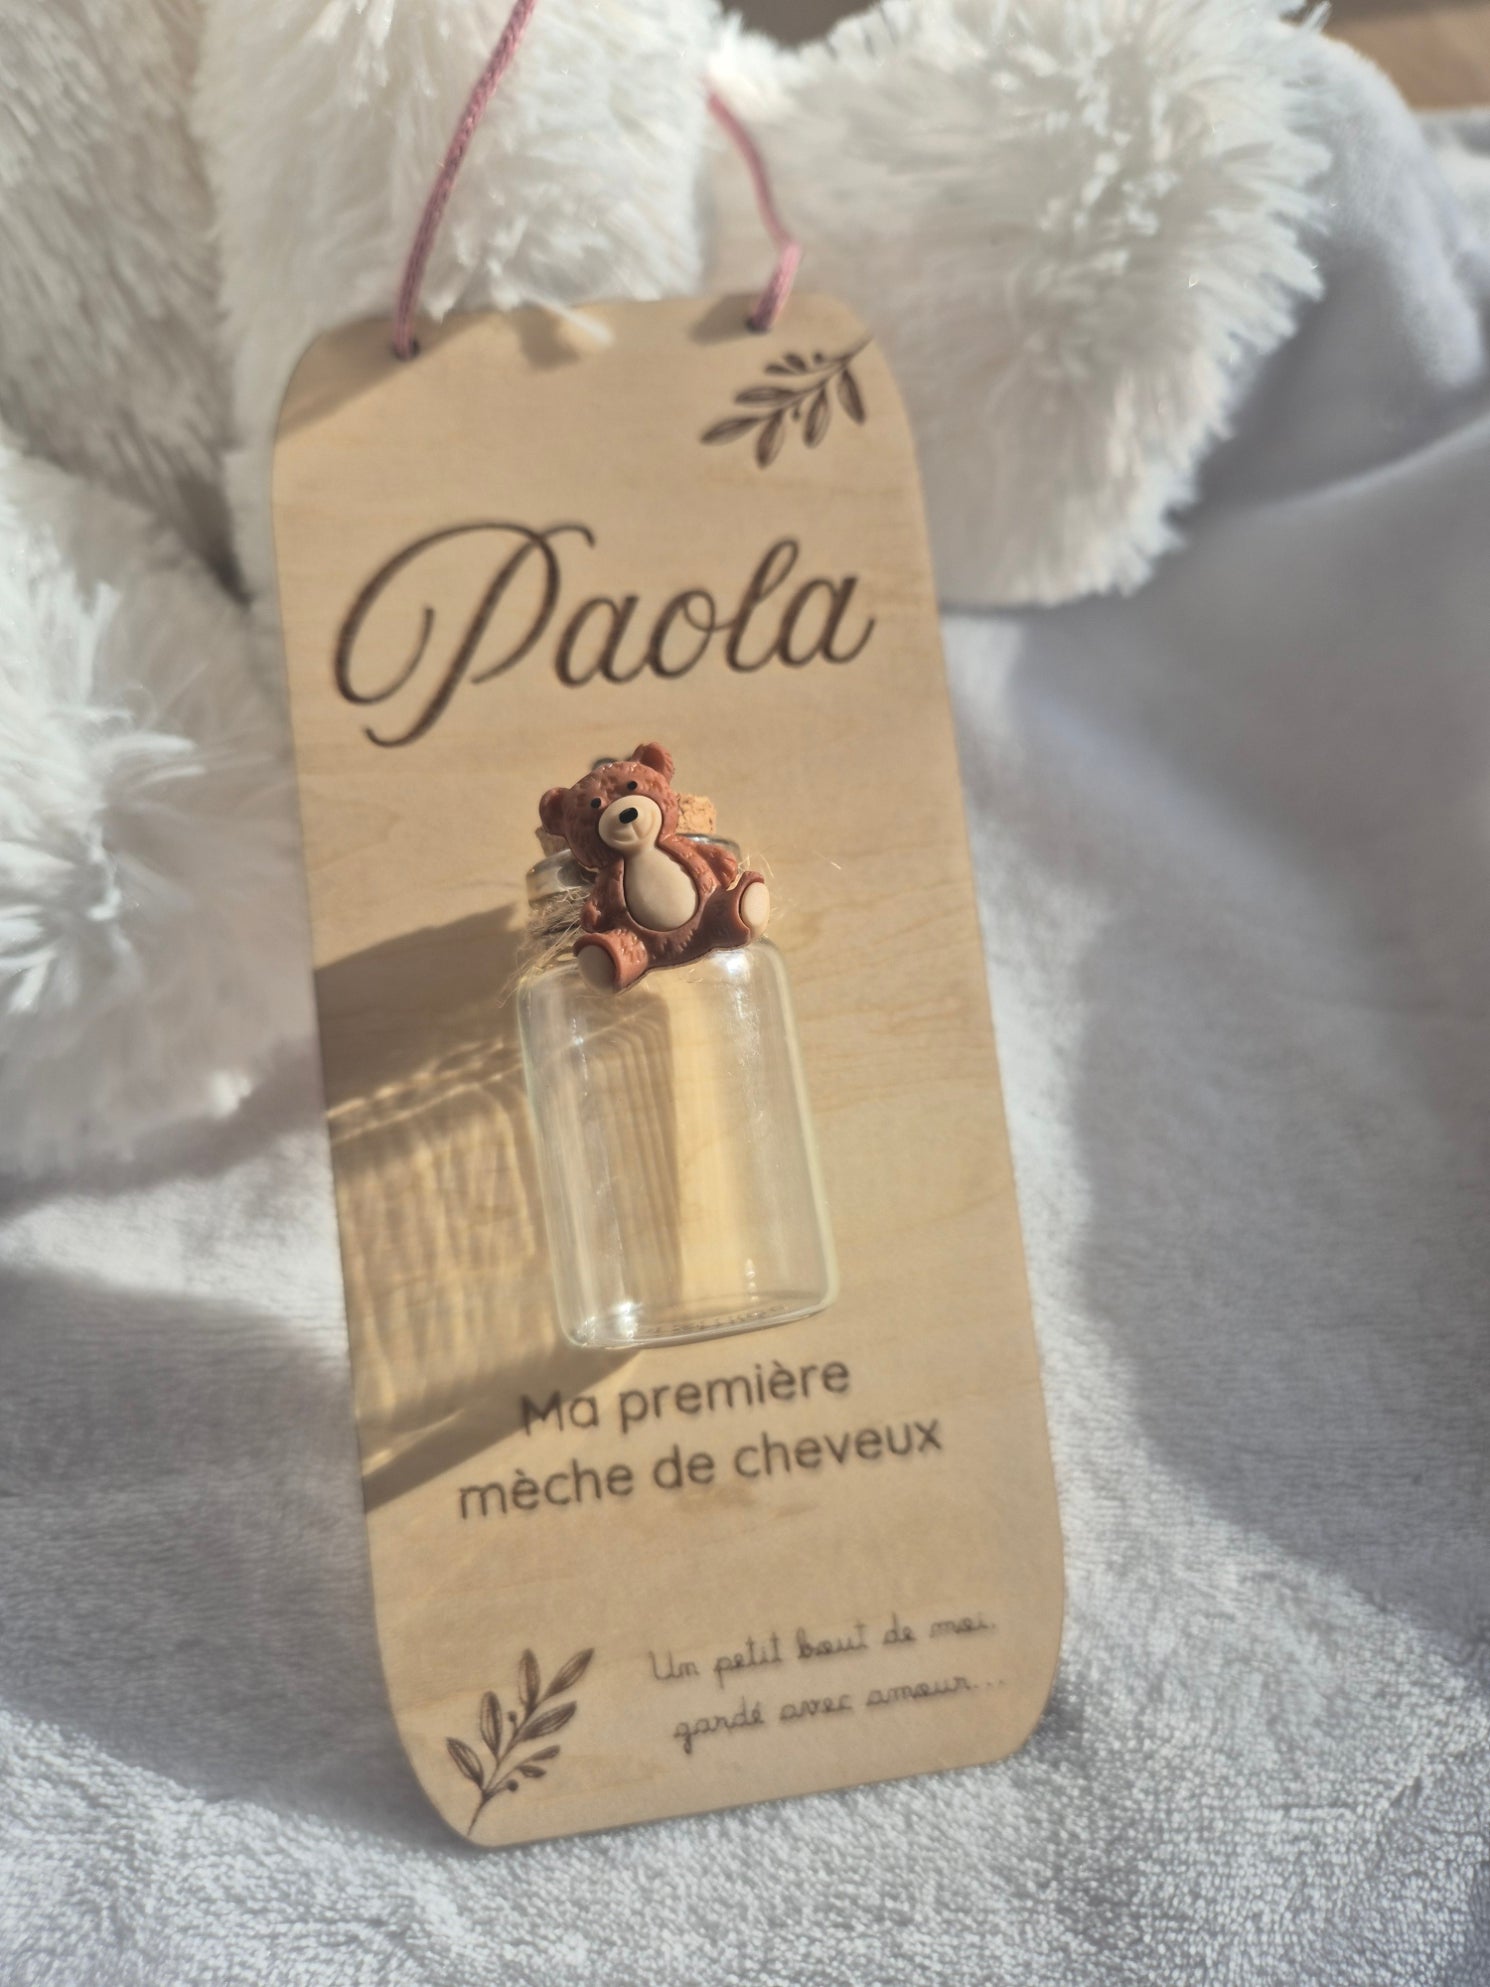 Paola
Ma première
mèche de cheveux
Un petit bout de moi,
gardé avec amour...